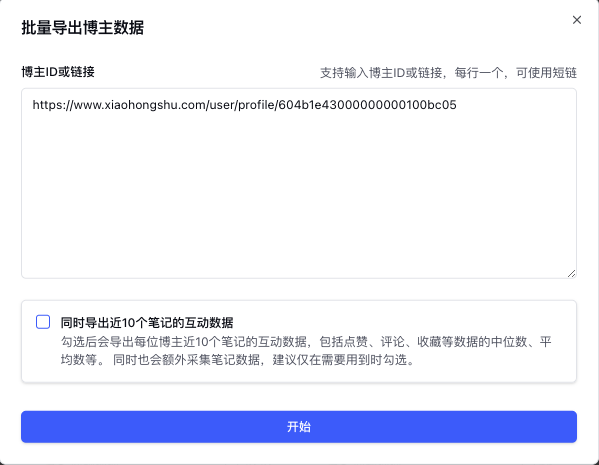 批量导出博主数据
博主ID或链接
支持输入博主ID或链接，每行一个，可使用短链
https://www.xiaohongshu.com/user/profile/604b1e43000000000100bc05
同时导出近10个笔记的互动数据
勾选后会导出每位博主近10个笔记的互动数据，包括点赞、评论、收藏等数据的中位数、平
均数等。 同时也会额外采集笔记数据，建议仅在需要用到时勾选。
开始